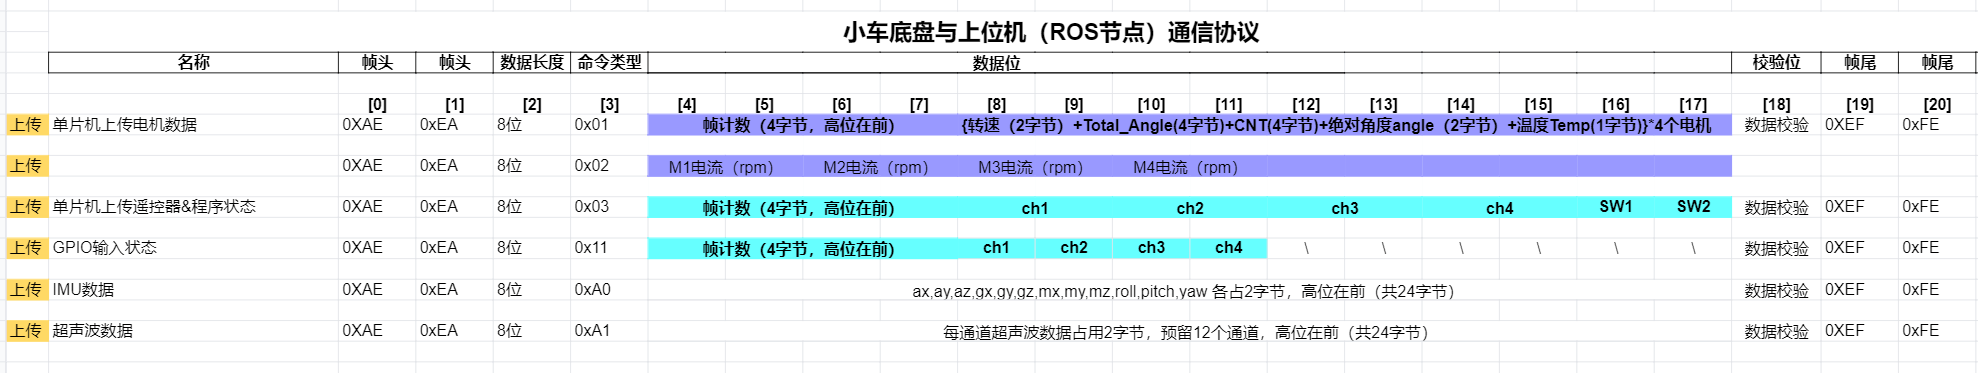 小车底盘与上位机（ROS节点）通信协议
名称 帧头 帧头 数据长度 命令类型 数据位 校验位 帧尾 帧尾
[0] [1] [2] [3] [4] [5] [6] [7] [8] [9] [10] [11] [12] [13] [14] [15] [16] [17] [18] [19] [20]
上传 单片机上传电机数据 0XAE 0xEA 8位 0x01 帧计数（4字节，高位在前） {转速（2字节）+Total_Angle(4字节)+CNT(4字节)+绝对角度angle（2字节）+温度Temp(1字节)}*4个电机 数据校验 0XEF 0xFE
上传 0XAE 0xEA 8位 0x02 M1电流（rpm） M2电流（rpm） M3电流（rpm） M4电流（rpm）
上传 单片机上传遥控器&程序状态 0XAE 0xEA 8位 0x03 帧计数（4字节，高位在前） ch1 ch2 ch3 ch4 SW1 SW2 数据校验 0XEF 0xFE
上传 GPIO输入状态 0XAE 0xEA 8位 0x11 帧计数（4字节，高位在前） ch1 ch2 ch3 ch4 \ \ \ \ \ \ 数据校验 0XEF 0xFE
上传 IMU数据 0XAE 0xEA 8位 0xA0 ax,ay,az,gx,gy,gz,mx,my,mz,roll,pitch,yaw 各占2字节，高位在前（共24字节） 数据校验 0XEF 0xFE
上传 超声波数据 0XAE 0xEA 8位 0xA1 每通道超声波数据占用2字节，预留12个通道，高位在前（共24字节） 数据校验 0XEF 0xFE